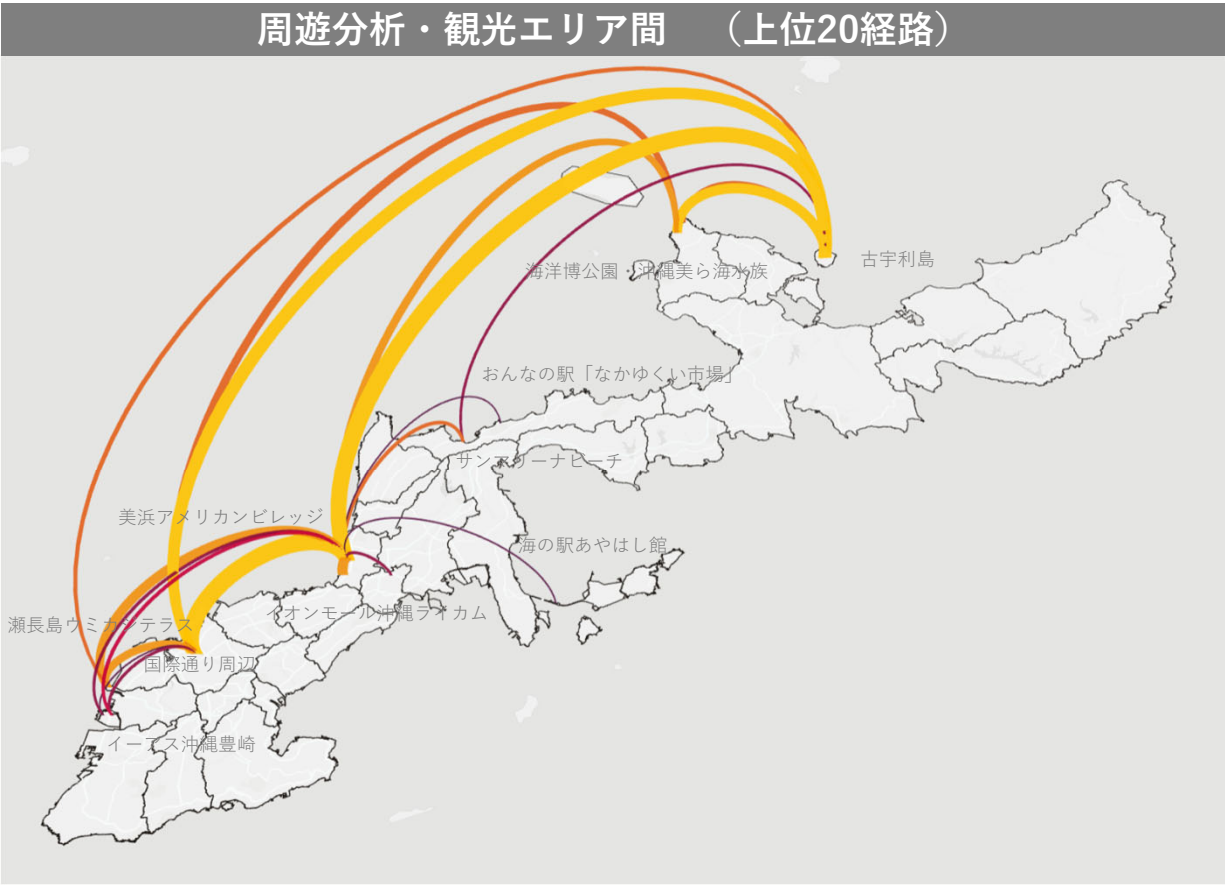 周遊分析・観光エリア間　（上位20経路）
古宇利島
海洋博公園・沖縄美ら海水族
おんなの駅「なかゆくい市場」
サンマリーナビーチ
美浜アメリカンビレッジ
海の駅あやはし館
イオンモール沖縄ライカム
瀬長島ウミカジテラス
国際通り周辺
イーアス沖縄豊崎